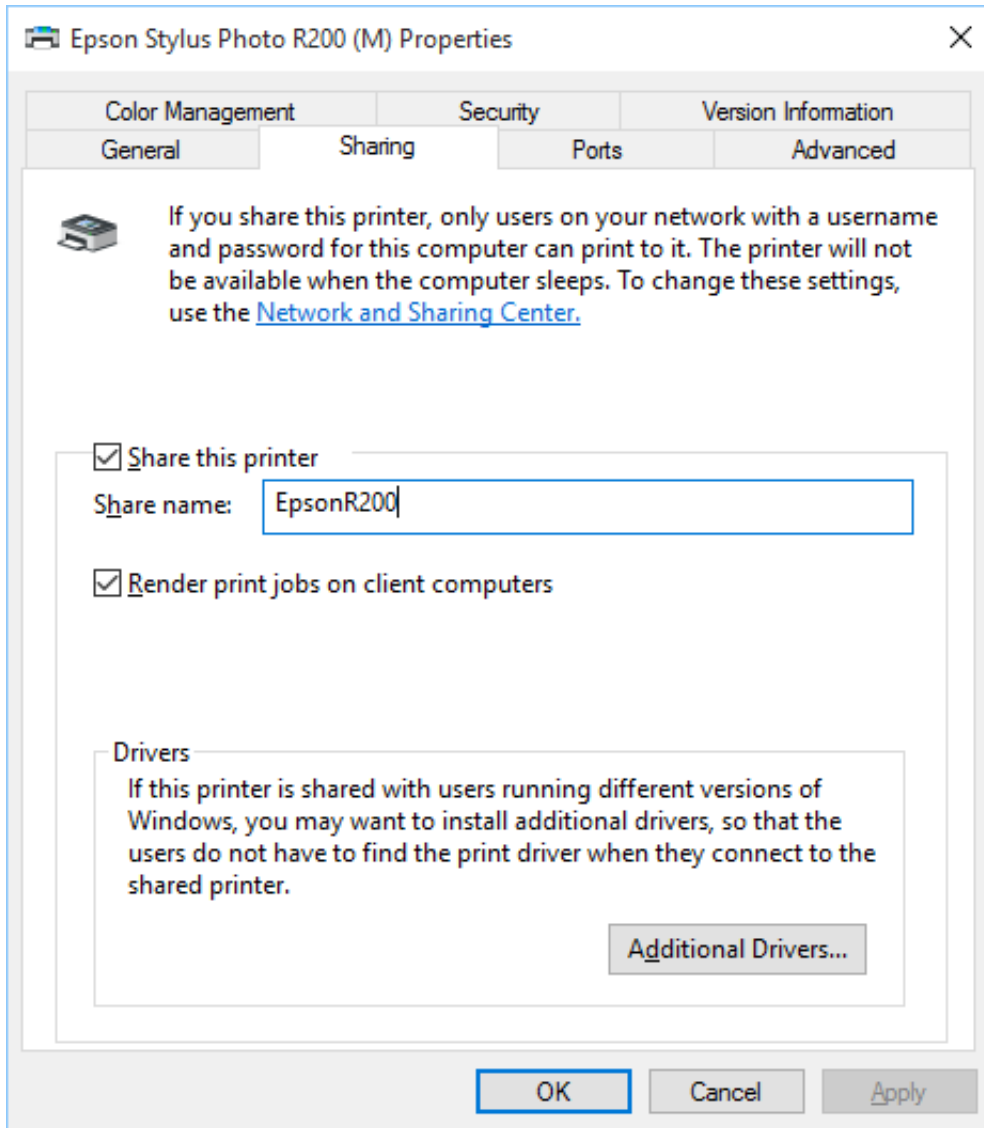 Epson Stylus Photo R200 (M) Properties
Color Management Security Version Information
General Sharing Ports Advanced
If you share this printer, only users on your network with a username
and password for this computer can print to it. The printer will not
be available when the computer sleeps. To change these settings,
use the Network and Sharing Center.
Share this printer
Share name: EpsonR200
Render print jobs on client computers
Drivers
If this printer is shared with users running different versions of
Windows, you may want to install additional drivers, so that the
users do not have to find the print driver when they connect to the
shared printer.
Additional Drivers...
OK Cancel Apply